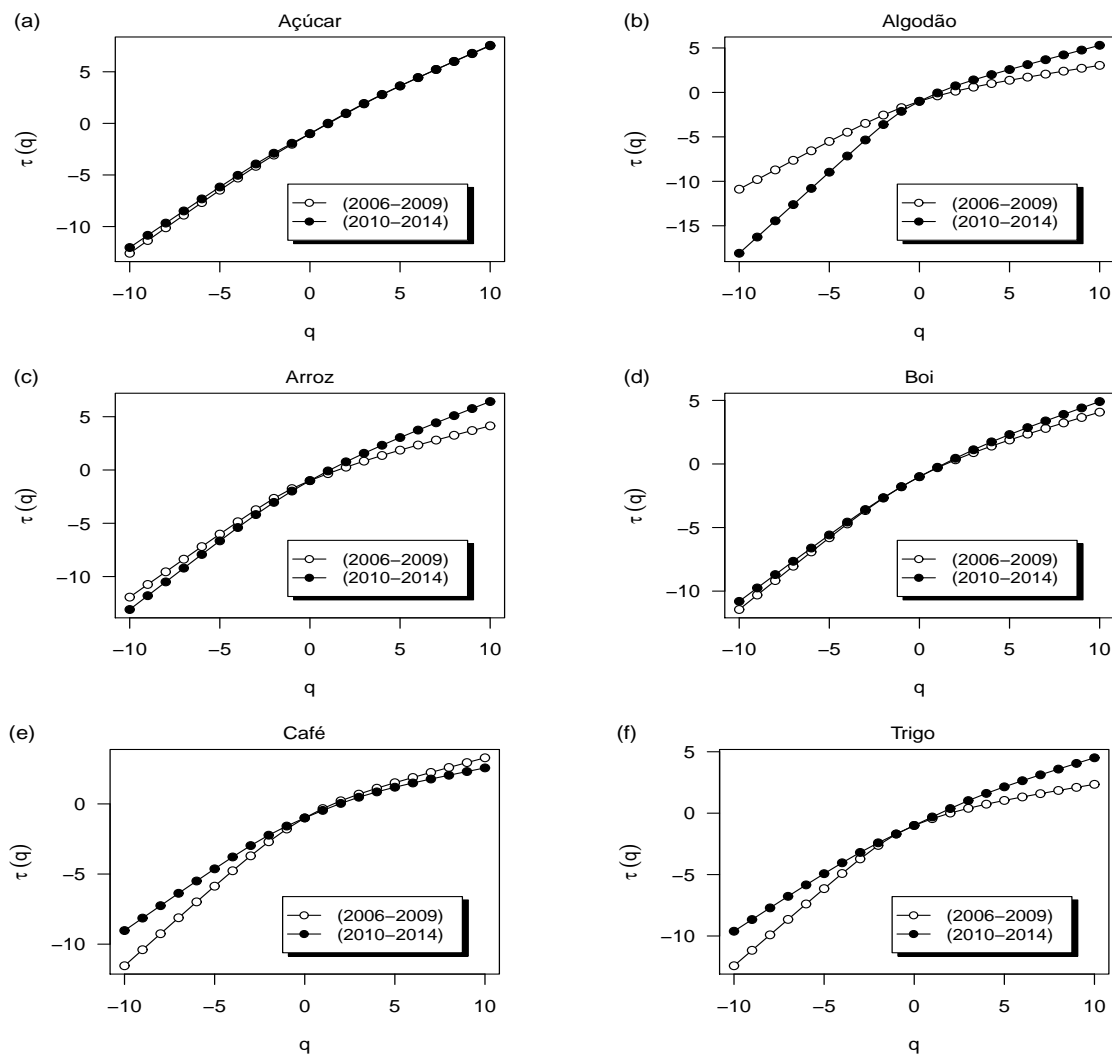 (a)
Açúcar
5
0
−5
−10
τ (q)
−10 −5 0 5 10
q
(2006−2009)
(2010−2014)
(b)
Algodão
5
0
−5
−10
−15
τ (q)
−10 −5 0 5 10
q
(2006−2009)
(2010−2014)
(c)
Arroz
5
0
−5
−10
τ (q)
−10 −5 0 5 10
q
(2006−2009)
(2010−2014)
(d)
Boi
5
0
−5
−10
τ (q)
−10 −5 0 5 10
q
(2006−2009)
(2010−2014)
(e)
Café
0
−5
−10
τ (q)
−10 −5 0 5 10
q
(2006−2009)
(2010−2014)
(f)
Trigo
5
0
−5
−10
τ (q)
−10 −5 0 5 10
q
(2006−2009)
(2010−2014)